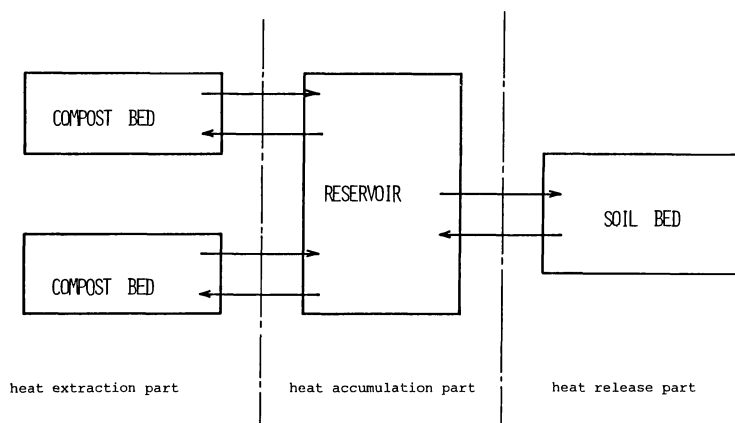 COMPOST BED
RESERVOIR
SOIL BED
COMPOST BED
heat extraction part
heat accumulation part
heat release part